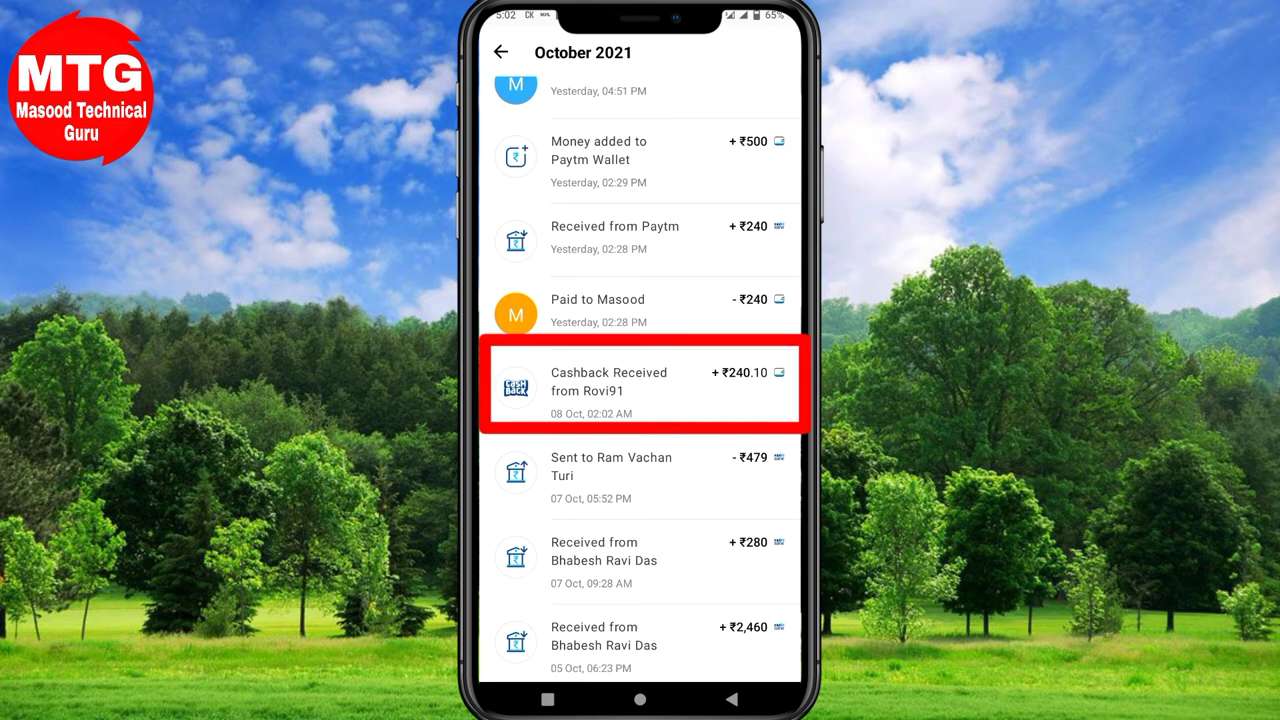 MTG
Masood Technical
Guru
5:02 CK 65%
October 2021
M
Yesterday, 04:51 PM
Money added to + ₹500
Paytm Wallet
Yesterday, 02:29 PM
Received from Paytm + ₹240
Yesterday, 02:28 PM
M
Paid to Masood - ₹240
Yesterday, 02:28 PM
CASH
BACK
Cashback Received + ₹240.10
from Rovi91
08 Oct, 02:02 AM
Sent to Ram Vachan - ₹479
Turi
07 Oct, 05:52 PM
Received from + ₹280
Bhabesh Ravi Das
07 Oct, 09:28 AM
Received from + ₹2,460
Bhabesh Ravi Das
05 Oct, 06:23 PM